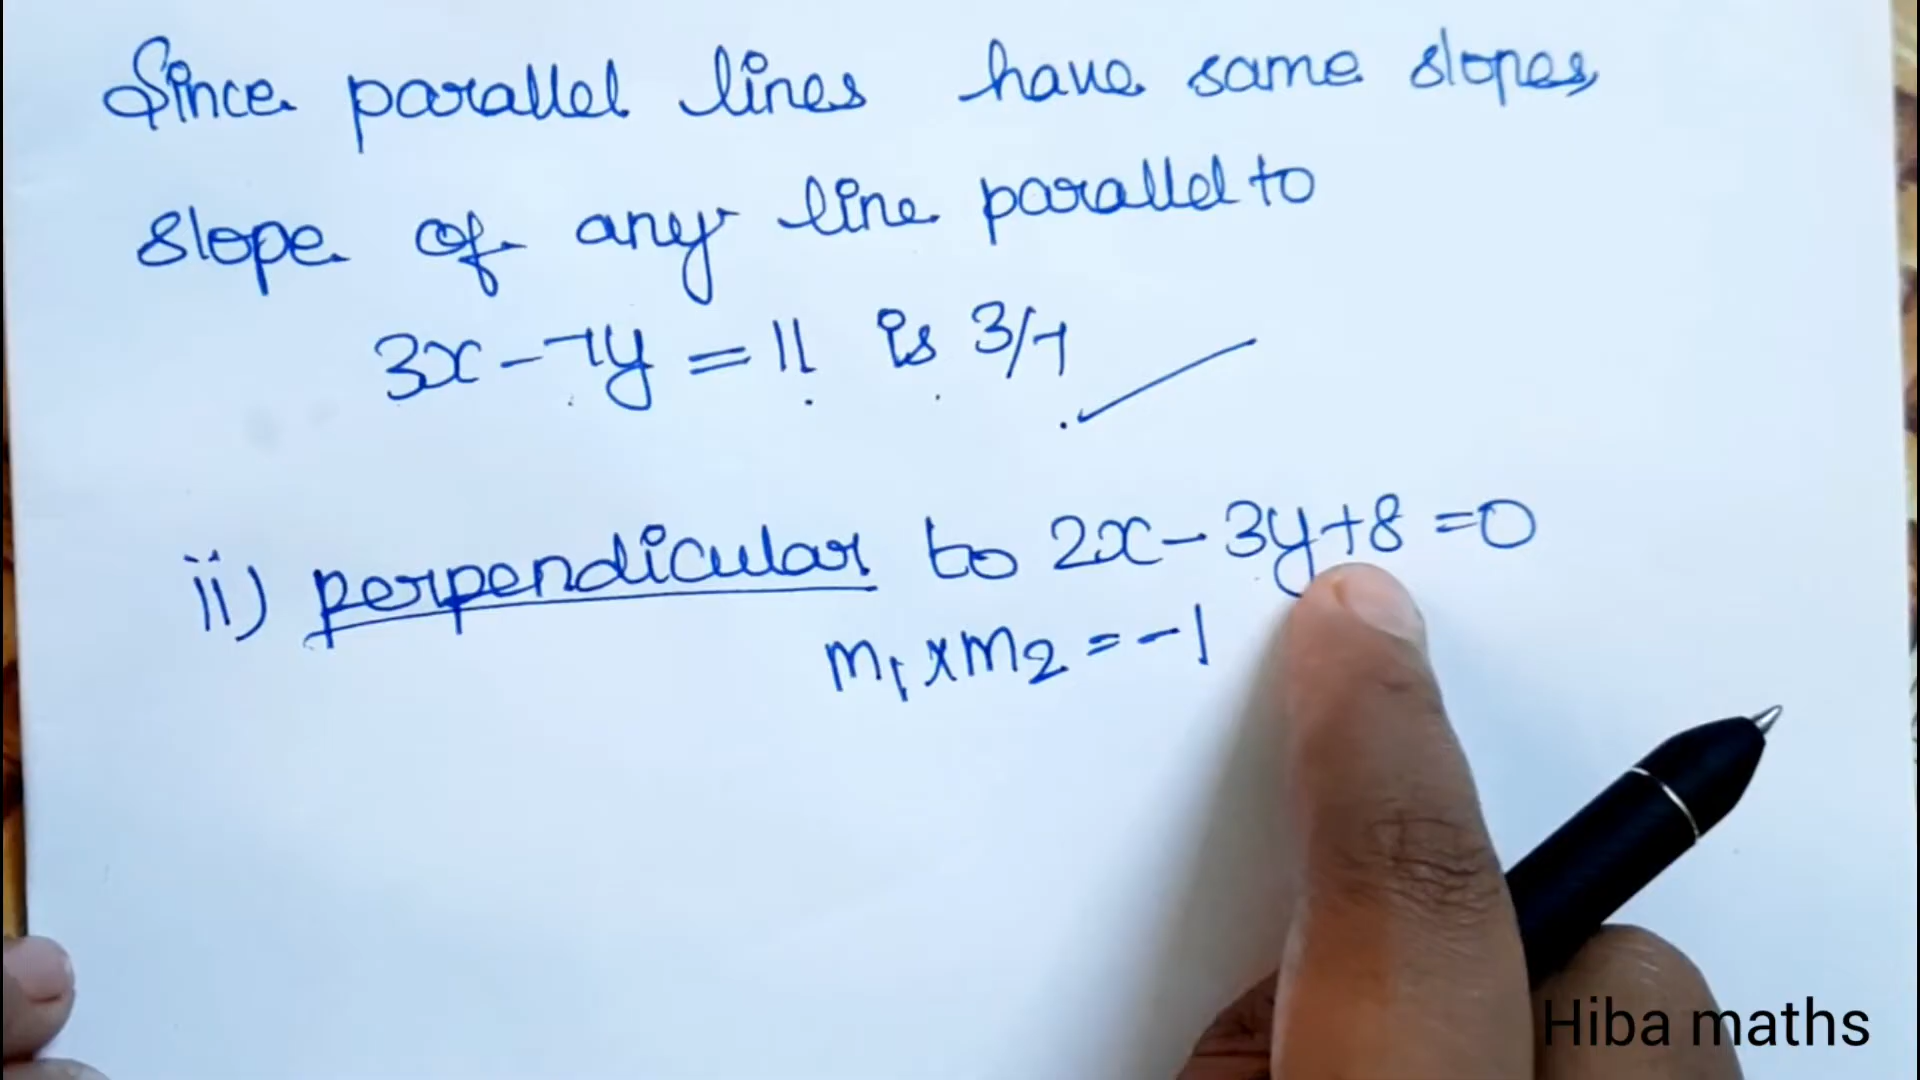 Since parallel lines have same slopes,
slope of any line parallel to
3x - 7y = 11 is 3/7
ii) perpendicular to 2x - 3y + 8 = 0
m₁ x m₂ = -1
Hiba maths